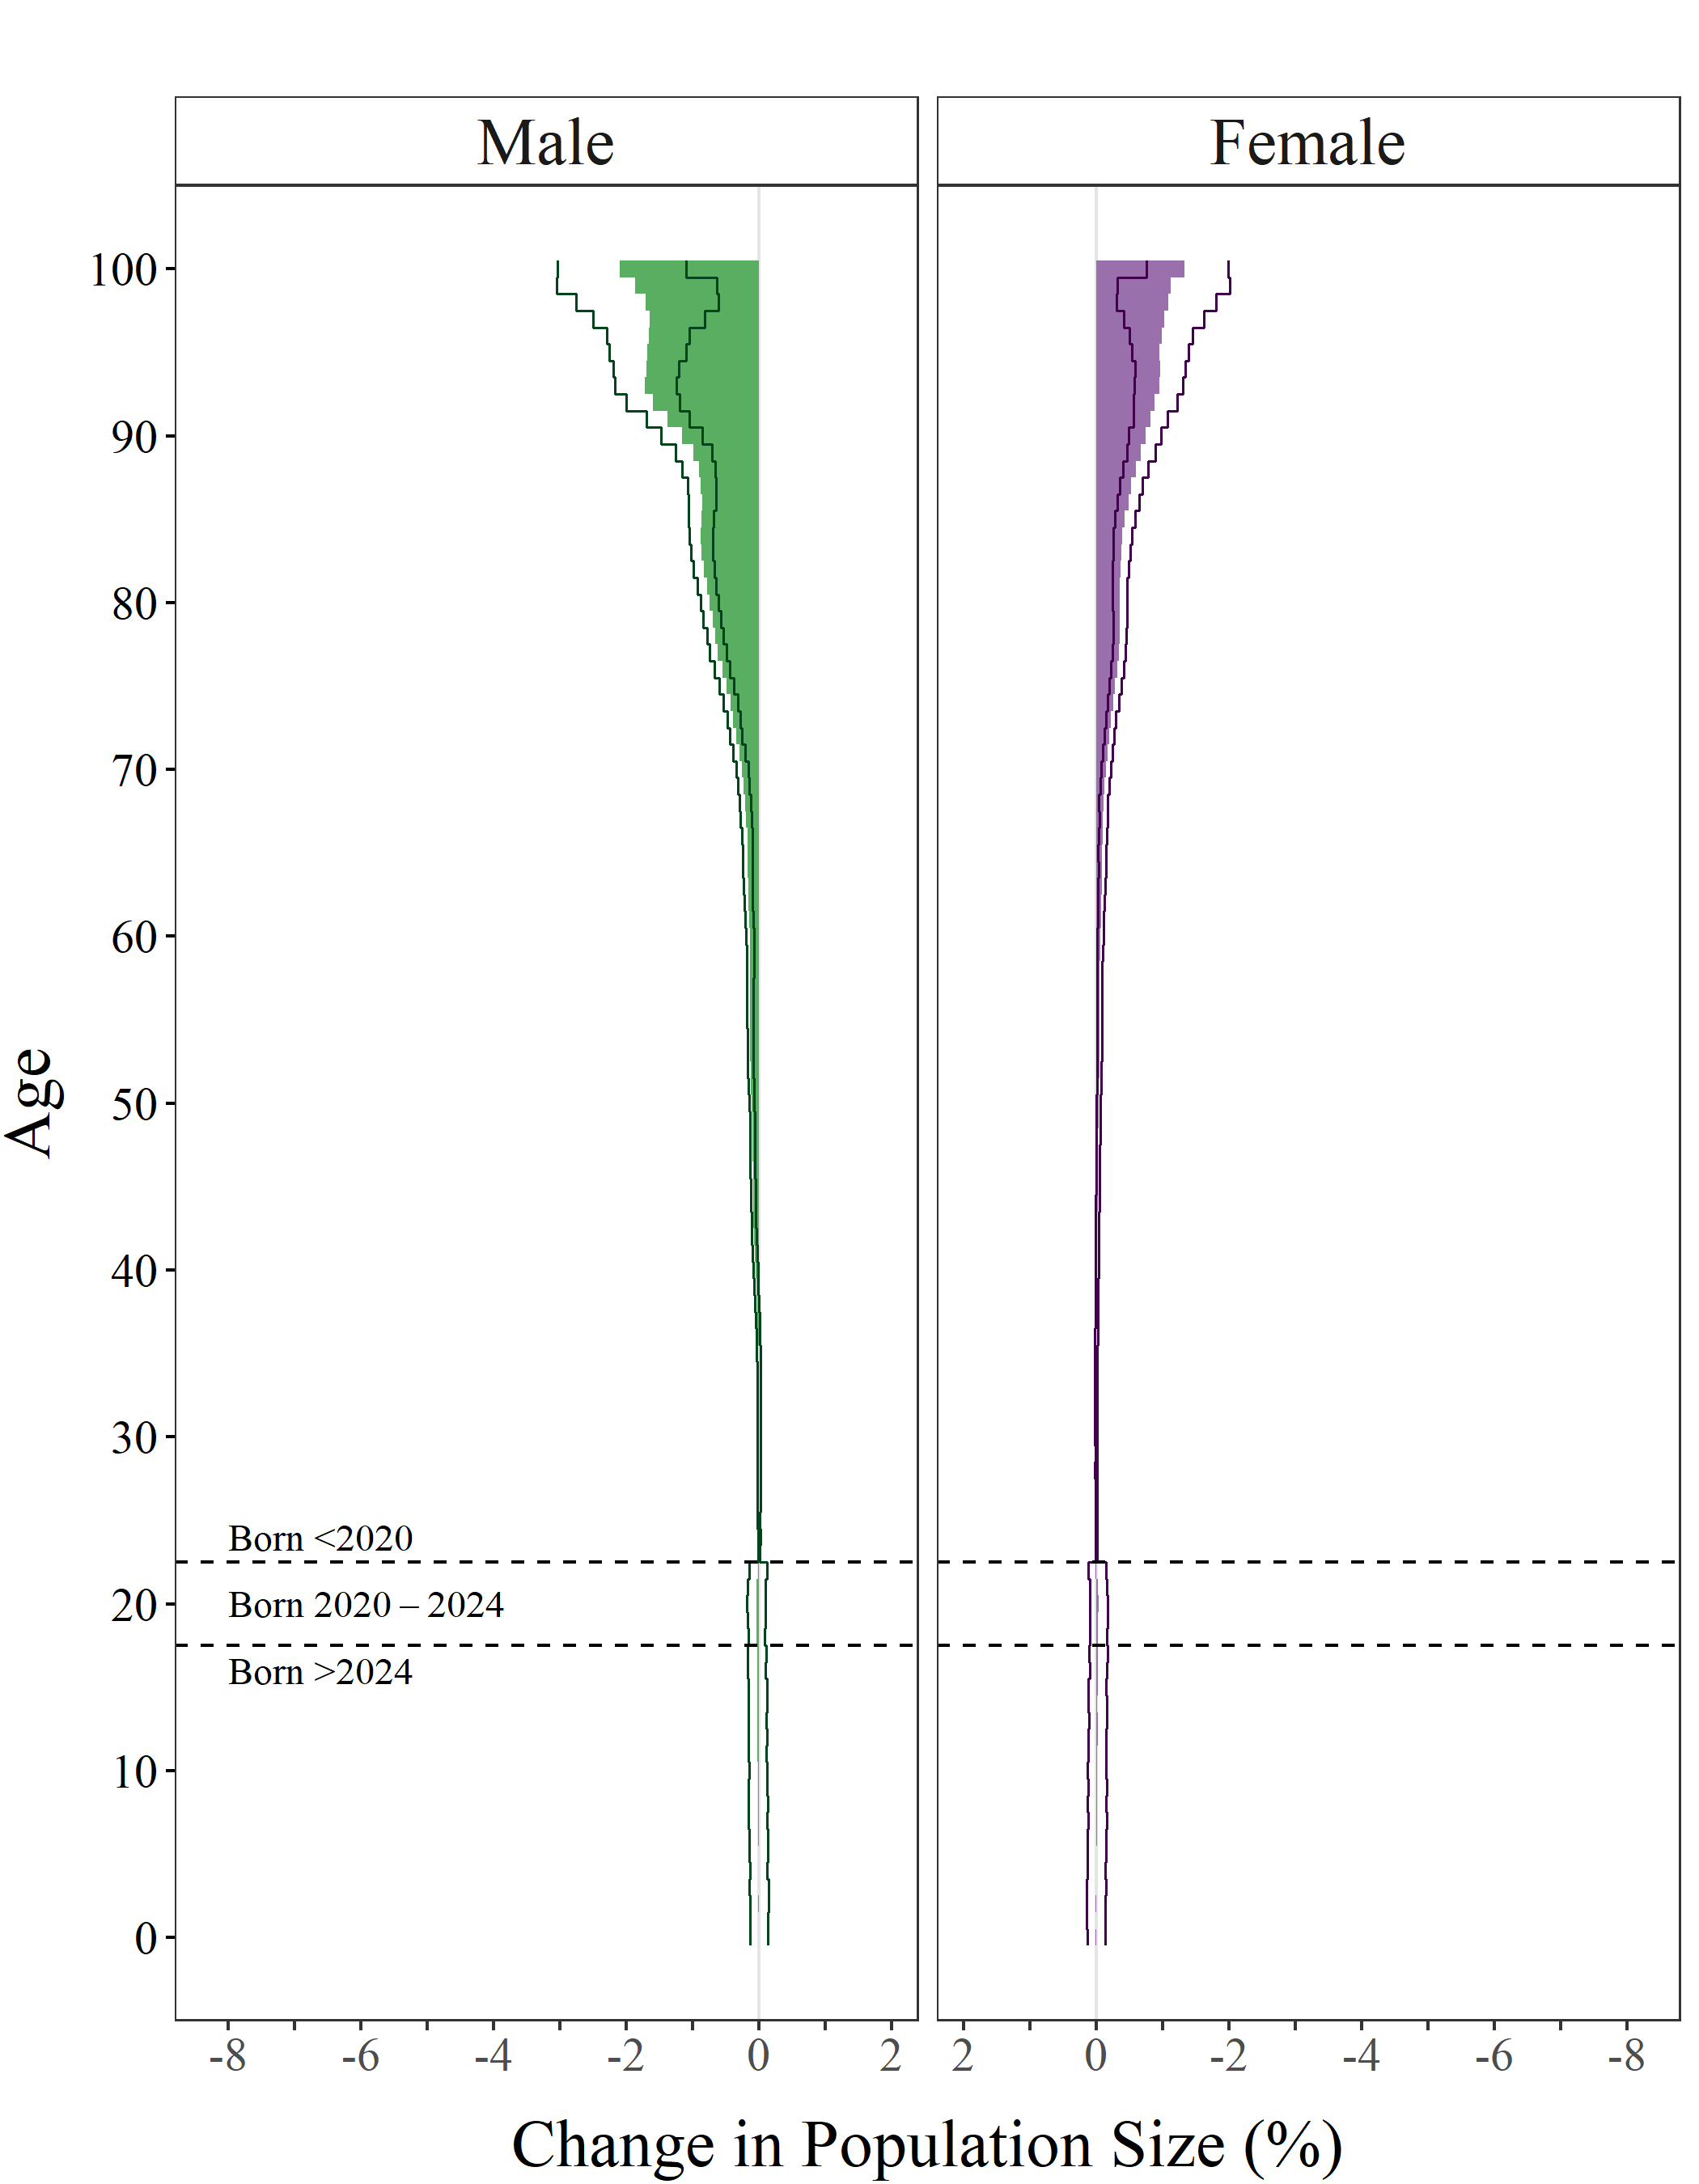 Male
Female
Age
100
90
80
70
60
50
40
30
20
10
0
Born <2020
Born 2020 – 2024
Born >2024
-8 -6 -4 -2 0 2
2 0 -2 -4 -6 -8
Change in Population Size (%)